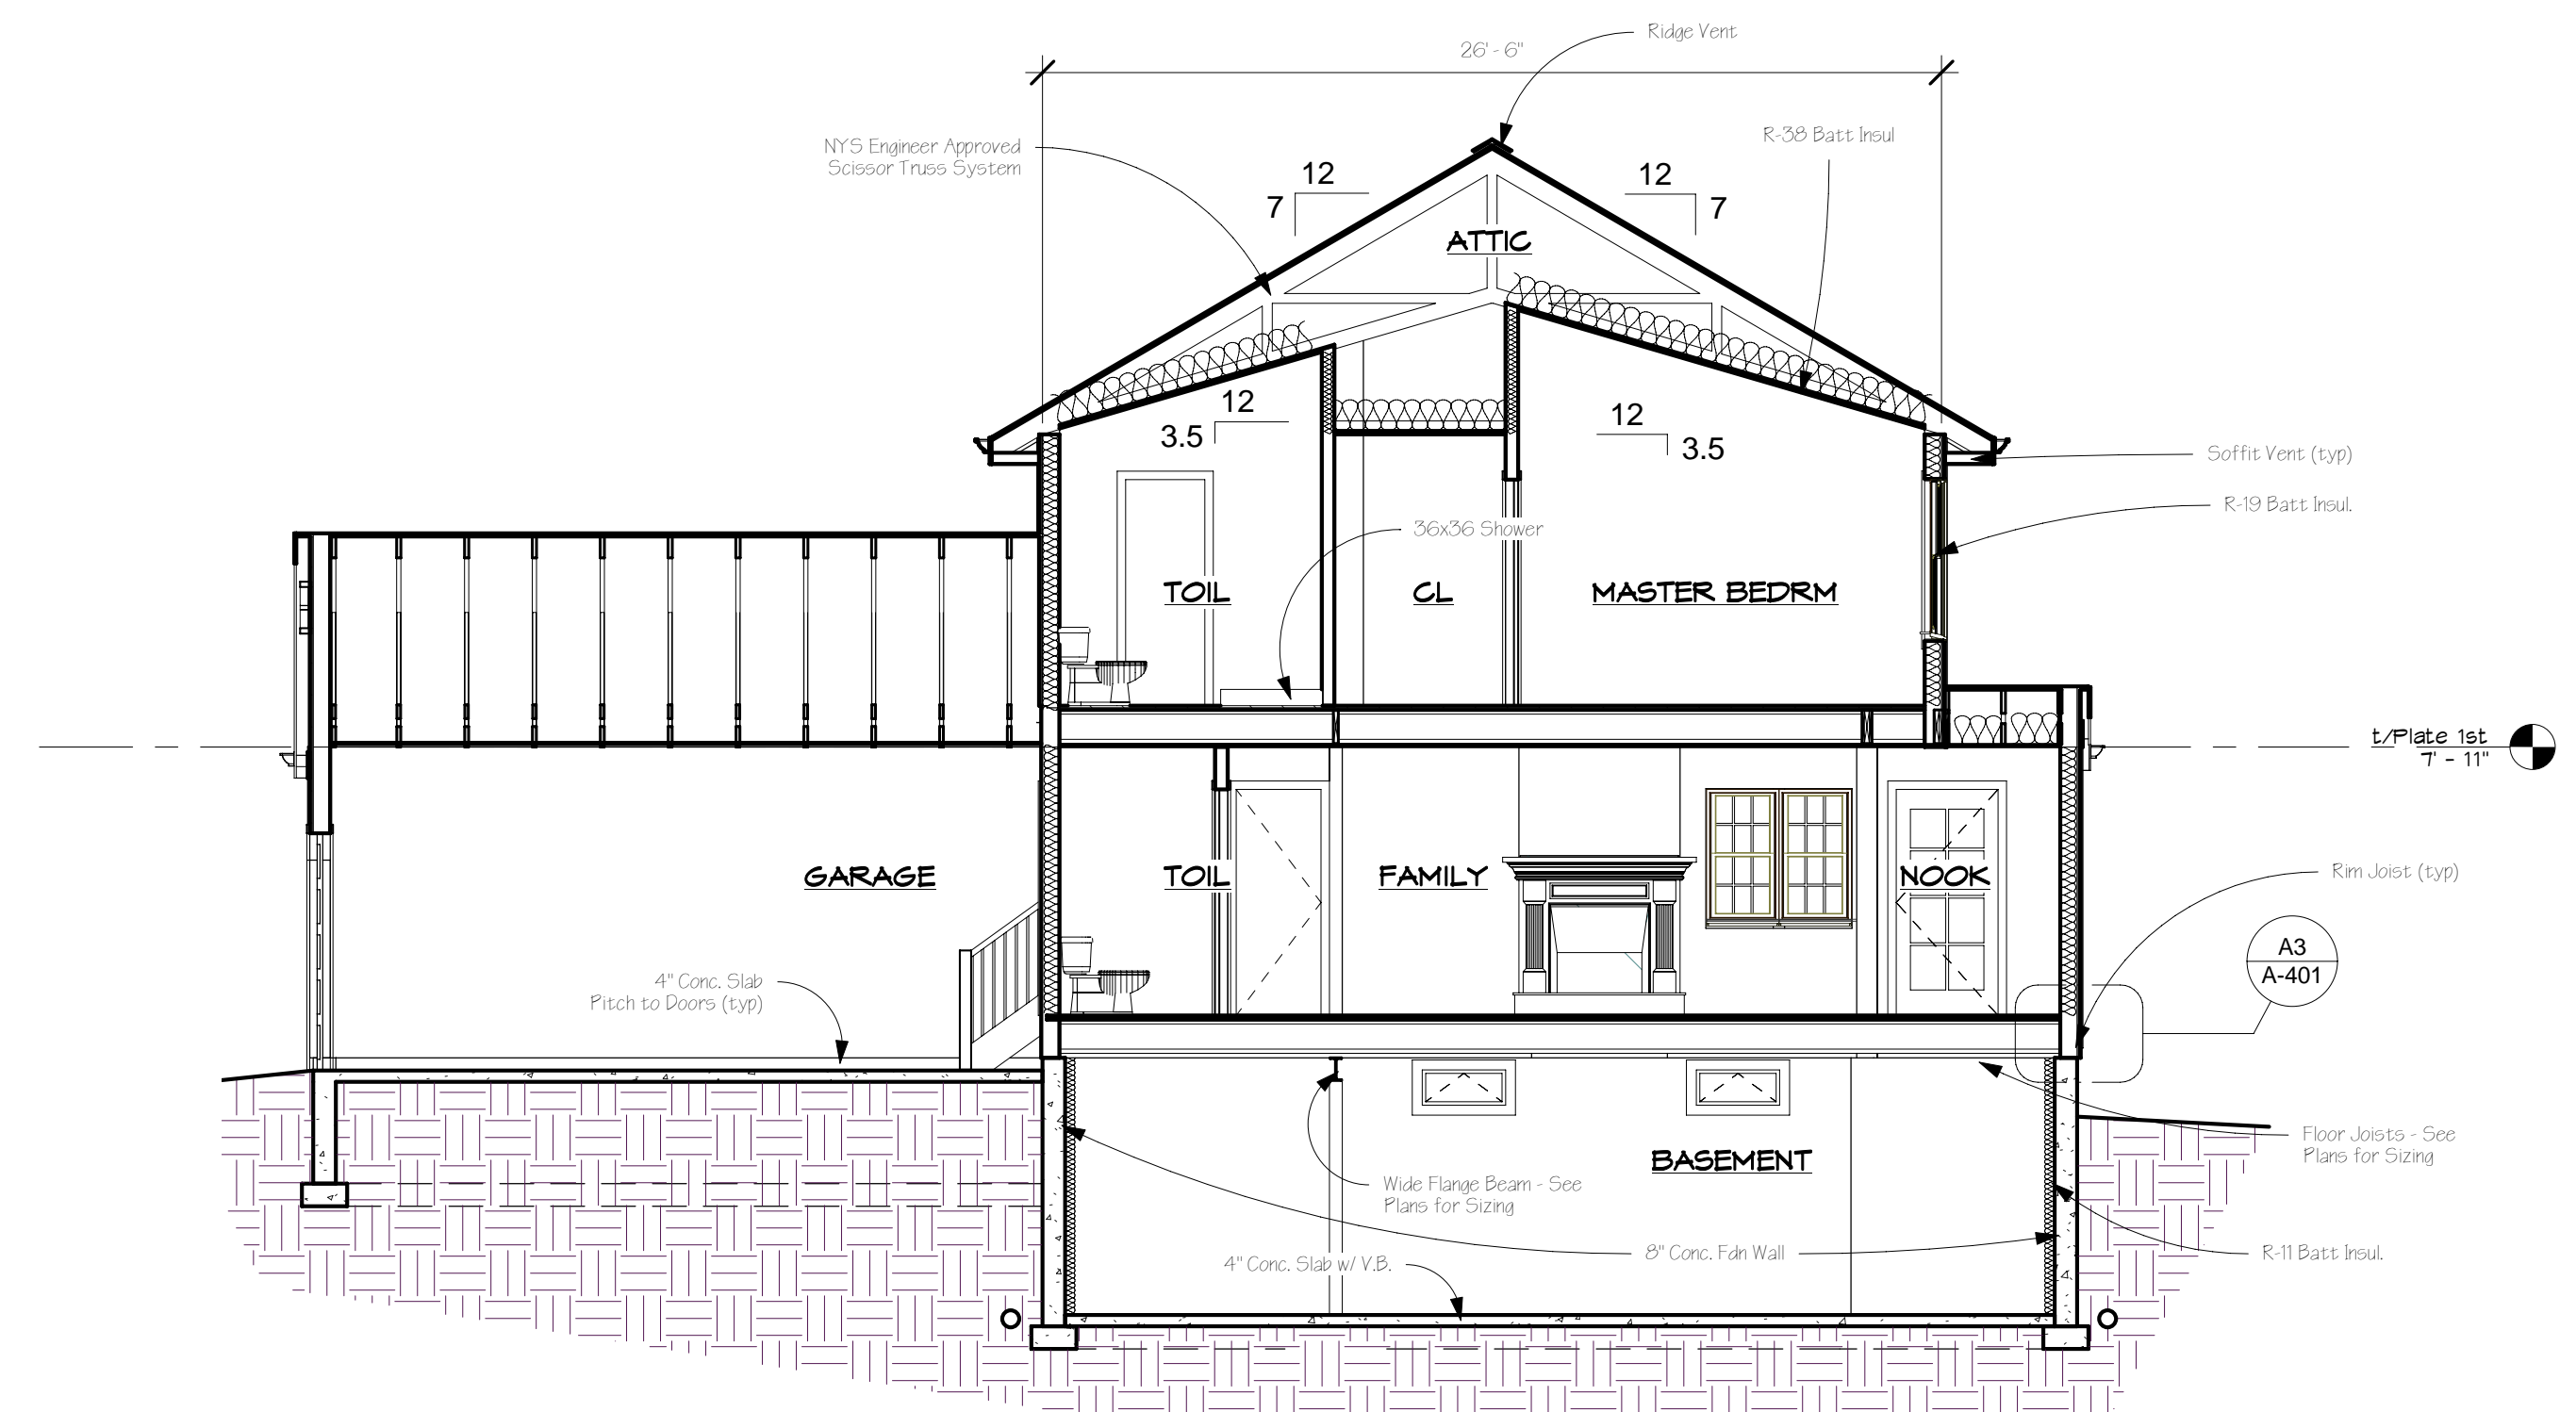 Ridge Vent
26' - 6"
NYS Engineer Approved
Scissor Truss System
R-38 Batt Insul
12
7
12
7
ATTIC
12
3.5
12
3.5
Soffit Vent (typ)
R-19 Batt Insul.
36x36 Shower
TOIL
CL
MASTER BEDRM
t/Plate 1st
7' - 11"
GARAGE
TOIL
FAMILY
NOOK
Rim Joist (typ)
A3
A-401
4" Conc. Slab
Pitch to Doors (typ)
Floor Joists - See
Plans for Sizing
BASEMENT
Wide Flange Beam - See
Plans for Sizing
8" Conc. Fdn Wall
R-11 Batt Insul.
4" Conc. Slab w/ V.B.